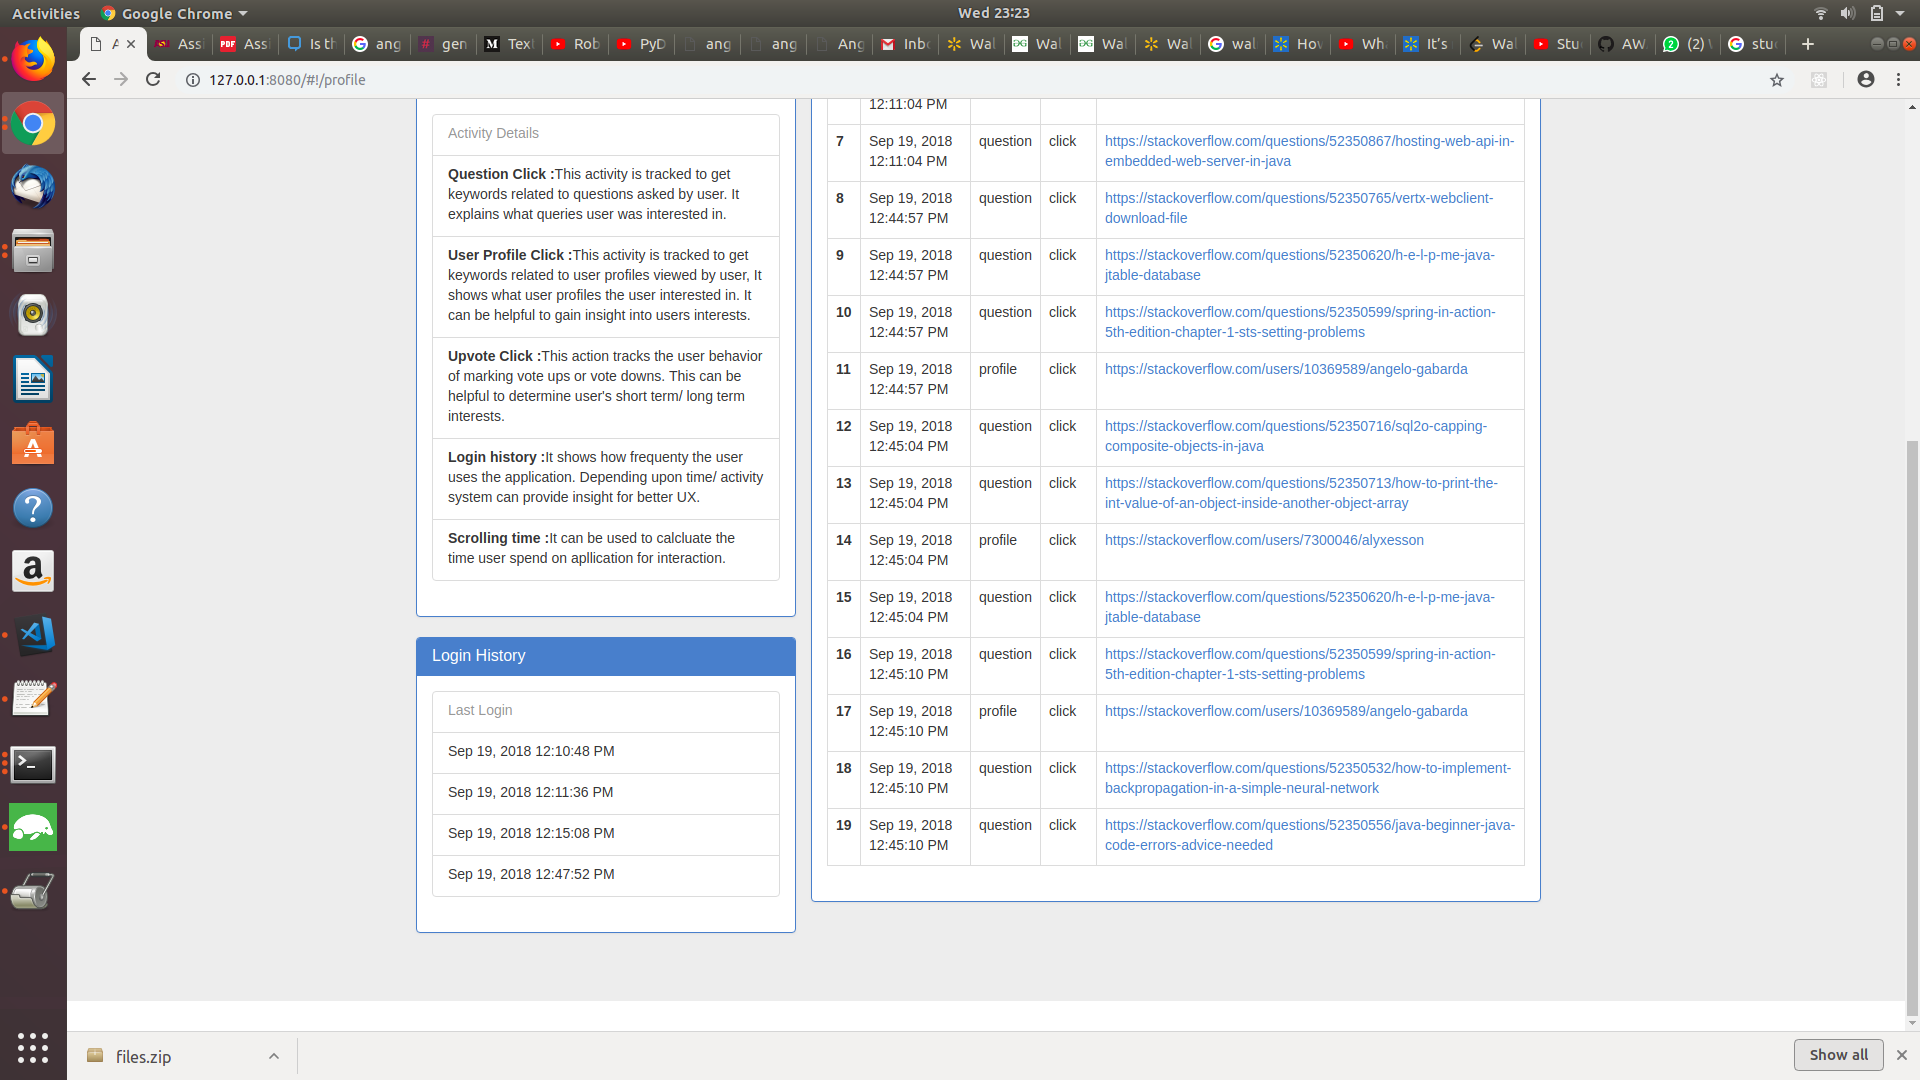 Activities
Google Chrome
Wed 23:23
A
Ass
PDF
Ass
Is th
ang
gen
Text
Rob
PyD
ang
ang
Ang
Inb
Wal
Wal
Wal
Wal
wal
How
Wh
It's
Wal
Stu
AW
(2)
stu
127.0.0.1:8080/#!/profile
Activity Details
Question Click :This activity is tracked to get
keywords related to questions asked by user. It
explains what queries user was interested in.
User Profile Click :This activity is tracked to get
keywords related to user profiles viewed by user, It
shows what user profiles the user interested in. It
can be helpful to gain insight into users interests.
Upvote Click :This action tracks the user behavior
of marking vote ups or vote downs. This can be
helpful to determine user's short term/ long term
interests.
Login history :It shows how frequenty the user
uses the application. Depending upon time/ activity
system can provide insight for better UX.
Scrolling time :It can be used to calcluate the
time user spend on apllication for interaction.
Login History
Last Login
Sep 19, 2018 12:10:48 PM
Sep 19, 2018 12:11:36 PM
Sep 19, 2018 12:15:08 PM
Sep 19, 2018 12:47:52 PM
12:11:04 PM
7 Sep 19, 2018 question click https://stackoverflow.com/questions/52350867/hosting-web-api-in-
12:11:04 PM embedded-web-server-in-java
8 Sep 19, 2018 question click https://stackoverflow.com/questions/52350765/vertx-webclient-
12:44:57 PM download-file
9 Sep 19, 2018 question click https://stackoverflow.com/questions/52350620/h-e-l-p-me-java-
12:44:57 PM jtable-database
10 Sep 19, 2018 question click https://stackoverflow.com/questions/52350599/spring-in-action-
12:44:57 PM 5th-edition-chapter-1-sts-setting-problems
11 Sep 19, 2018 profile click https://stackoverflow.com/users/10369589/angelo-gabarda
12:44:57 PM
12 Sep 19, 2018 question click https://stackoverflow.com/questions/52350716/sql2o-capping-
12:45:04 PM composite-objects-in-java
13 Sep 19, 2018 question click https://stackoverflow.com/questions/52350713/how-to-print-the-
12:45:04 PM int-value-of-an-object-inside-another-object-array
14 Sep 19, 2018 profile click https://stackoverflow.com/users/7300046/alyxesson
12:45:04 PM
15 Sep 19, 2018 question click https://stackoverflow.com/questions/52350620/h-e-l-p-me-java-
12:45:04 PM jtable-database
16 Sep 19, 2018 question click https://stackoverflow.com/questions/52350599/spring-in-action-
12:45:10 PM 5th-edition-chapter-1-sts-setting-problems
17 Sep 19, 2018 profile click https://stackoverflow.com/users/10369589/angelo-gabarda
12:45:10 PM
18 Sep 19, 2018 question click https://stackoverflow.com/questions/52350532/how-to-implement-
12:45:10 PM backpropagation-in-a-simple-neural-network
19 Sep 19, 2018 question click https://stackoverflow.com/questions/52350556/java-beginner-java-
12:45:10 PM code-errors-advice-needed
files.zip
Show all